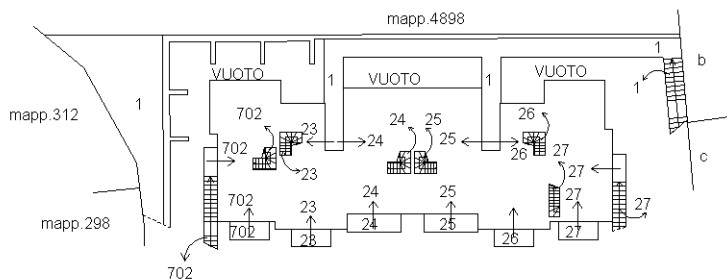 mapp.4898
1 b
VUOTO VUOTO VUOTO
1 1 1 1
mapp.312
702 23 24 25 26
702 24 25 26 27
23 27 c
702 23 24 25 27
mapp.298
702 23 24 25 26 27 27
702